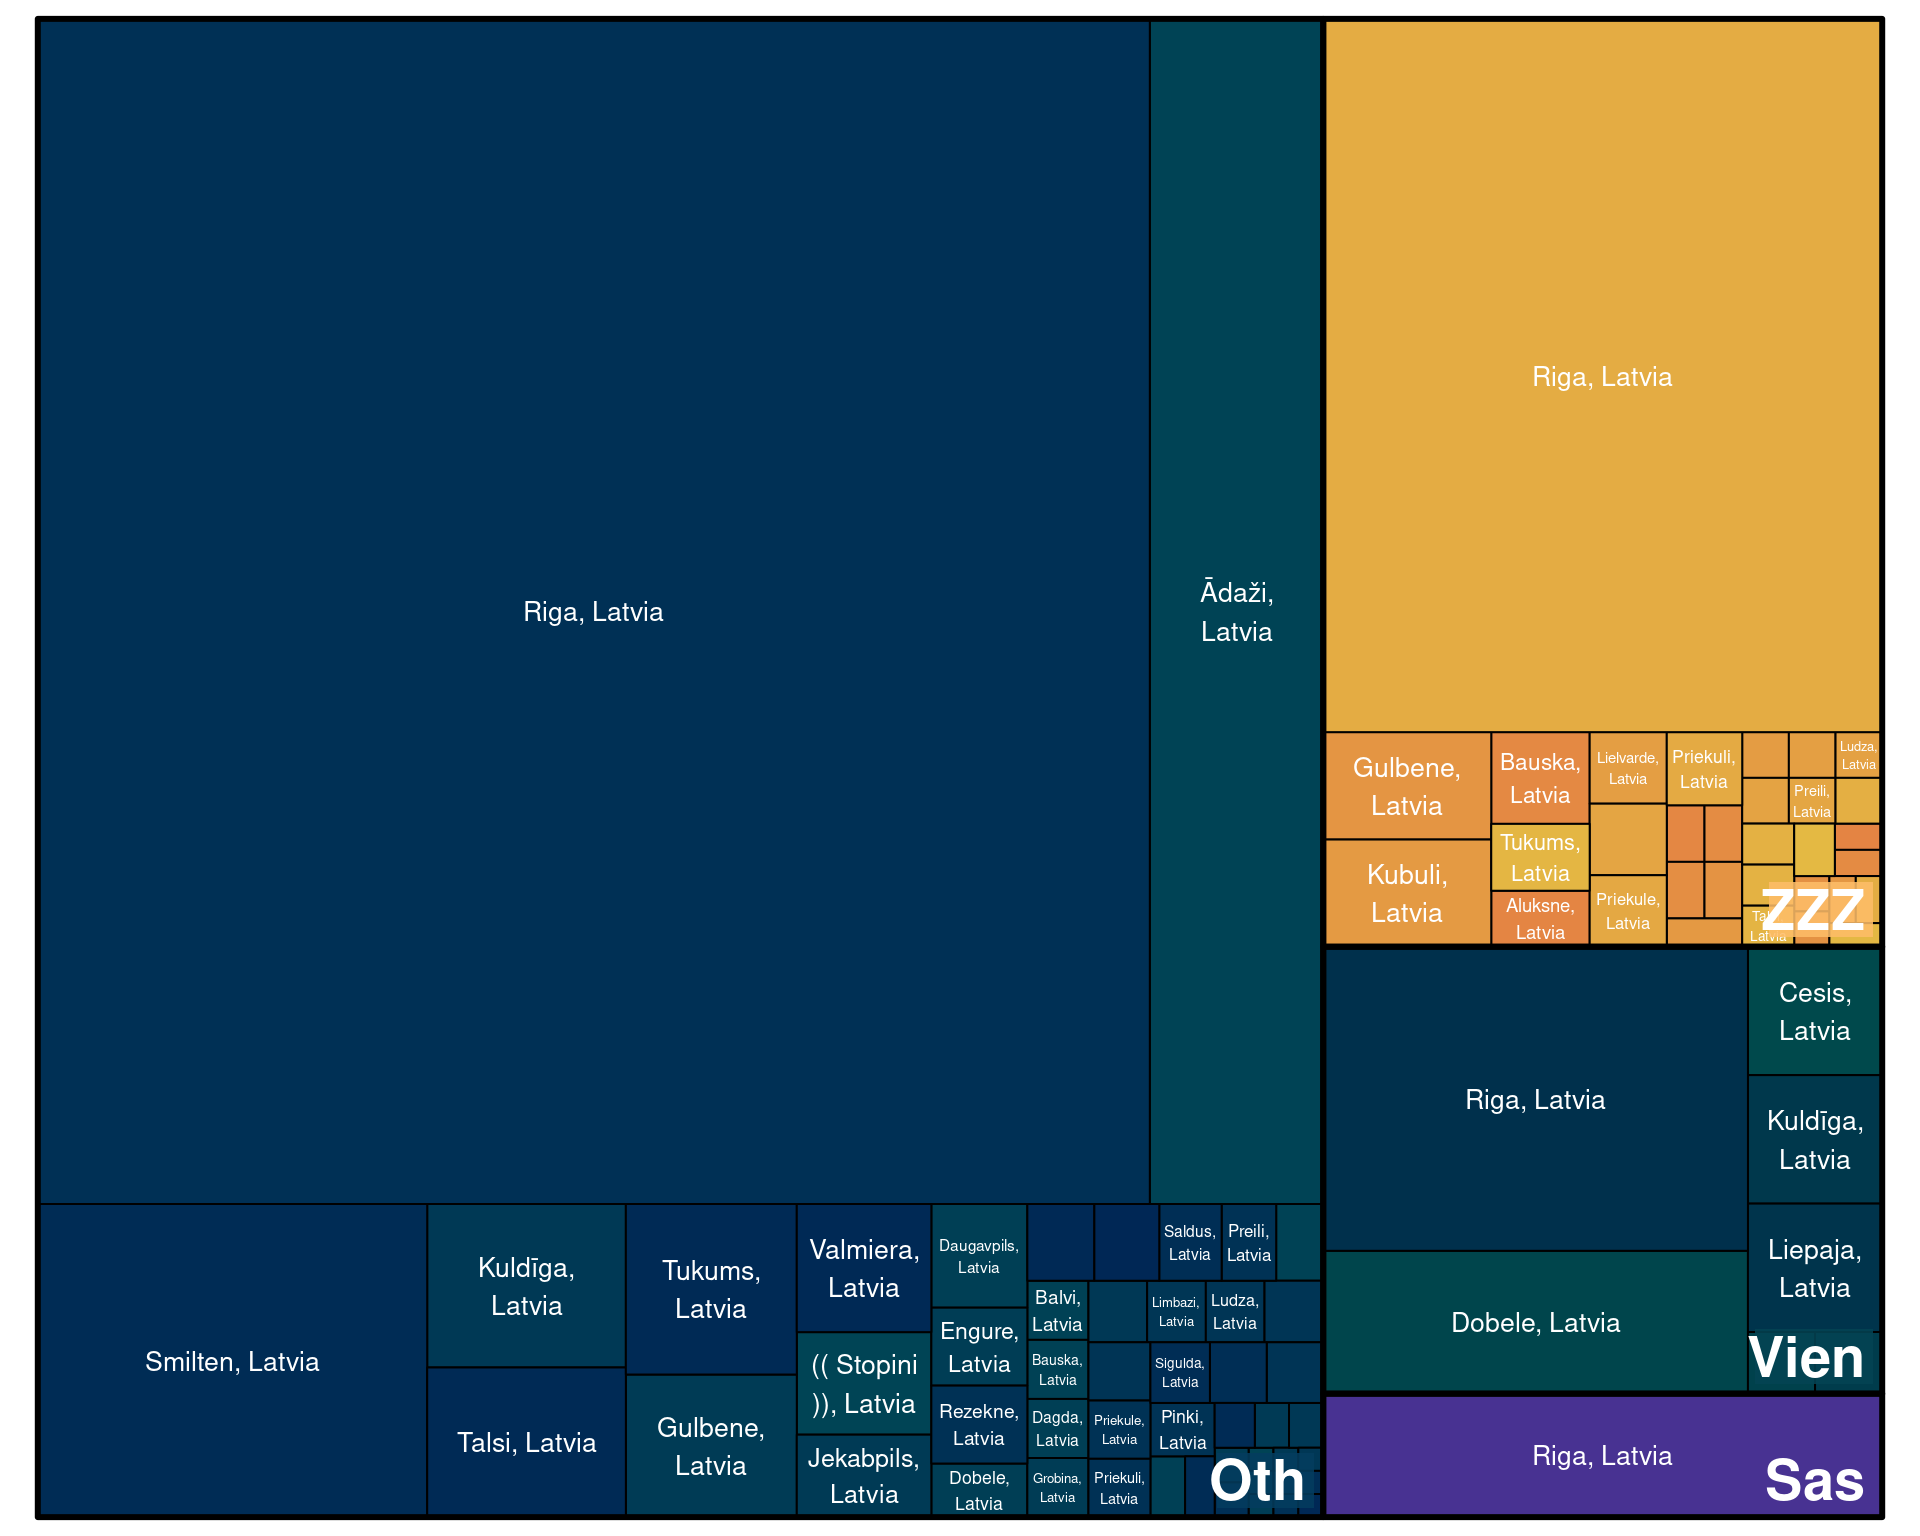 Riga, Latvia
Ādaži,
Latvia
Smilten, Latvia
Kuldīga,
Latvia
Talsi, Latvia
Tukums,
Latvia
Gulbene,
Latvia
Valmiera,
Latvia
(( Stopini
)), Latvia
Jekabpils,
Latvia
Daugavpils,
Latvia
Engure,
Latvia
Rezekne,
Latvia
Dobele,
Latvia
Saldus,
Latvia
Preili,
Latvia
Balvi,
Latvia
Limbazi,
Latvia
Ludza,
Latvia
Bauska,
Latvia
Sigulda,
Latvia
Dagda,
Latvia
Priekule,
Latvia
Pinki,
Latvia
Grobina,
Latvia
Priekuli,
Latvia
Oth
Riga, Latvia
Gulbene,
Latvia
Kubuli,
Latvia
Bauska,
Latvia
Tukums,
Latvia
Aluksne,
Latvia
Lielvarde,
Latvia
Priekule,
Latvia
Priekuli,
Latvia
Ludza,
Latvia
Preili,
Latvia
Latvia
ZZZ
Riga, Latvia
Dobele, Latvia
Cesis,
Latvia
Kuldīga,
Latvia
Liepaja,
Latvia
Vien
Riga, Latvia
Sas